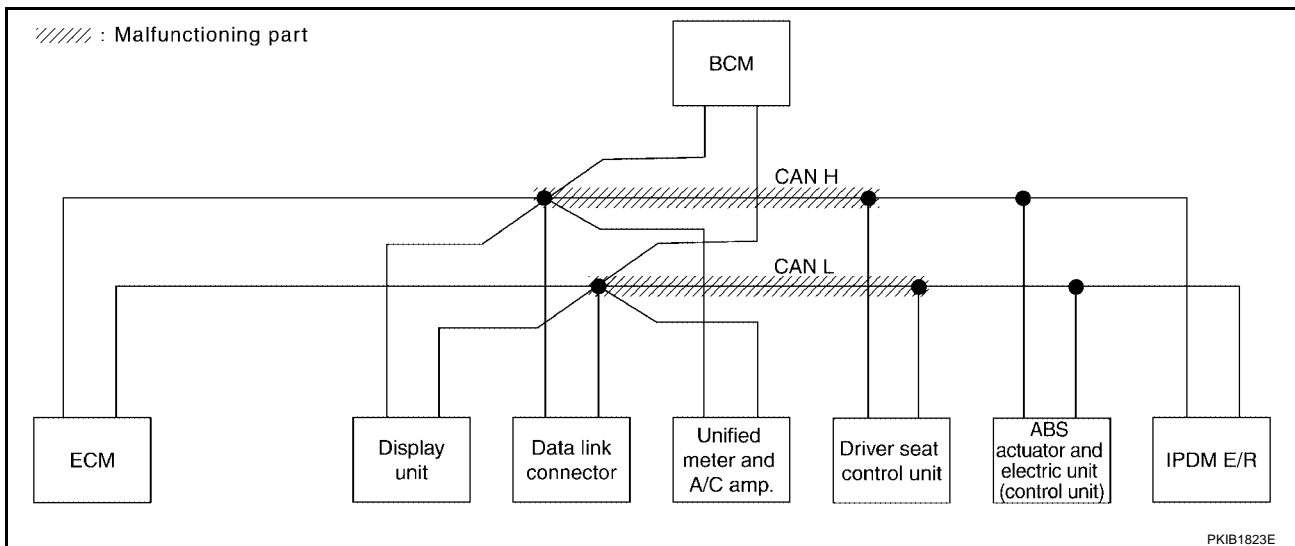 : Malfunctioning part
BCM
CAN H
CAN L
ECM
Display
unit
Data link
connector
Unified
meter and
A/C amp.
Driver seat
control unit
ABS
actuator and
electric unit
(control unit)
IPDM E/R
PKIB1823E